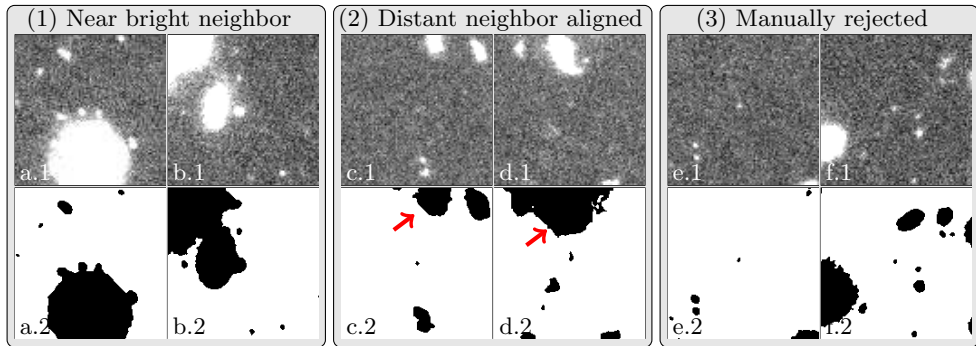 (1) Near bright neighbor
(2) Distant neighbor aligned
(3) Manually rejected
a.1
b.1
c.1
d.1
e.1
f.1
a.2
b.2
c.2
d.2
e.2
f.2